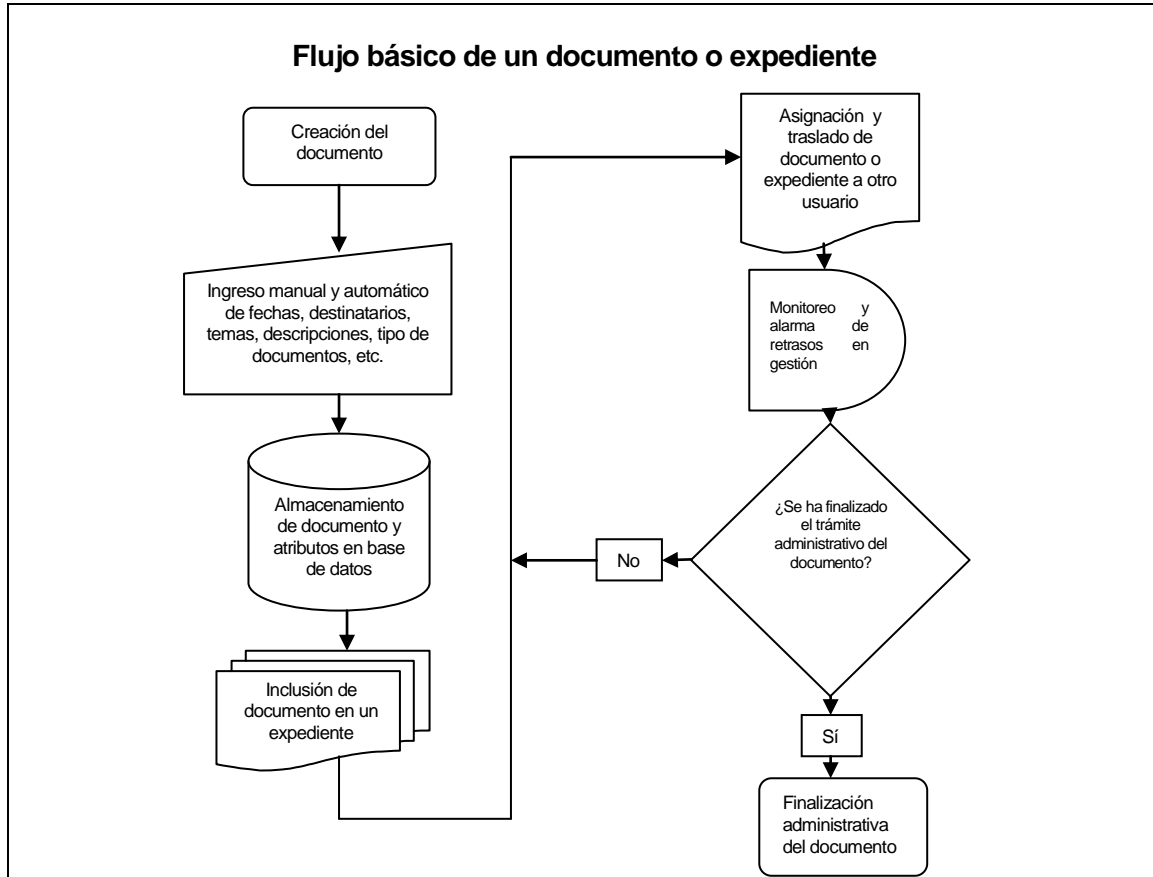 Flujo básico de un documento o expediente
Creación del
documento
Ingreso manual y automático
de fechas, destinatarios,
temas, descripciones, tipo de
documentos, etc.
Almacenamiento
de documento y
atributos en base
de datos
Inclusión de
documento en un
expediente
Asignación y
traslado de
documento o
expediente a otro
usuario
Monitoreo y
alarma de
retrasos en
gestión
¿Se ha finalizado
el trámite
administrativo del
documento?
No
Sí
Finalización
administrativa
del documento